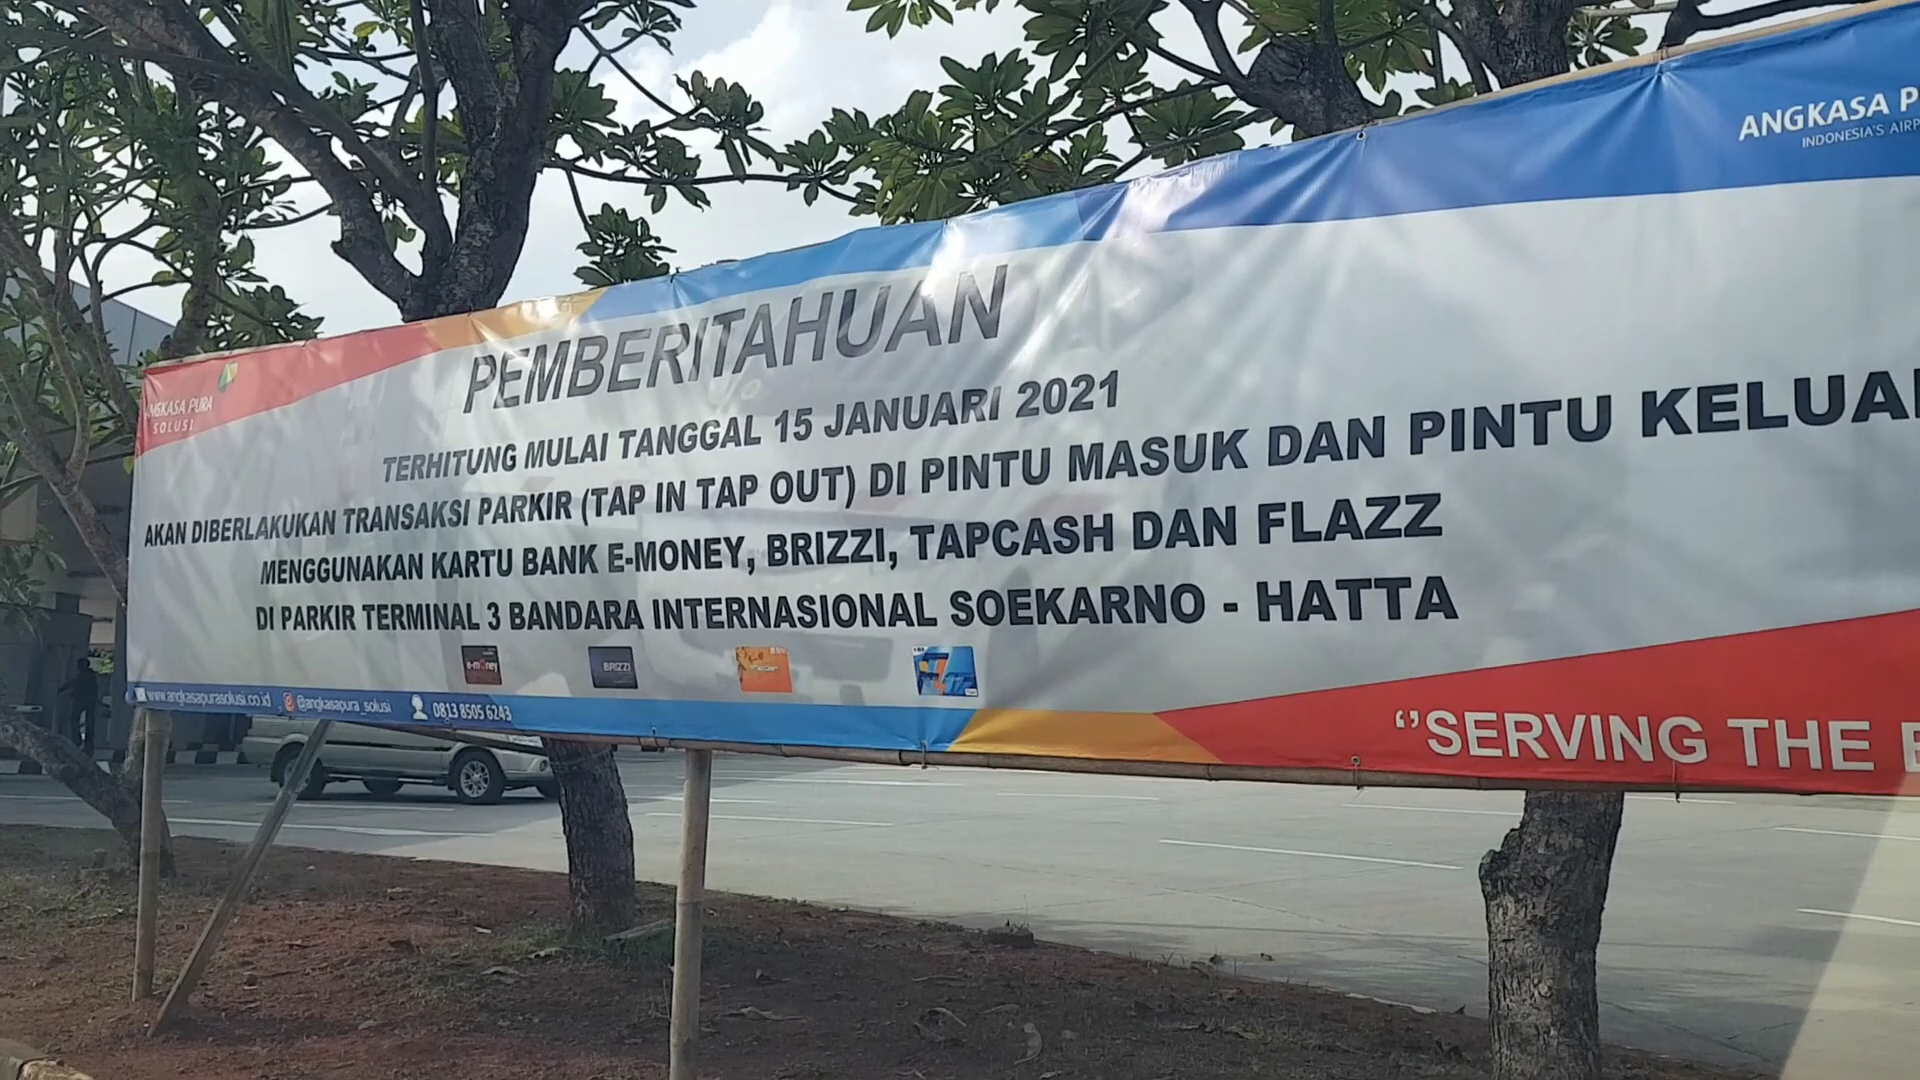 ANGKASA P
INDONESIA'S AIRP
ANGKASA PURA
SOLUSI
PEMBERITAHUAN
TERHITUNG MULAI TANGGAL 15 JANUARI 2021
AKAN DIBERLAKUKAN TRANSAKSI PARKIR (TAP IN TAP OUT) DI PINTU MASUK DAN PINTU KELUAR
MENGGUNAKAN KARTU BANK E-MONEY, BRIZZI, TAPCASH DAN FLAZZ
DI PARKIR TERMINAL 3 BANDARA INTERNASIONAL SOEKARNO - HATTA
e-money
BRIZZI
www.angkasapurasolusi.co.id @angkasapura_solusi 0813 8505 6243
“SERVING THE